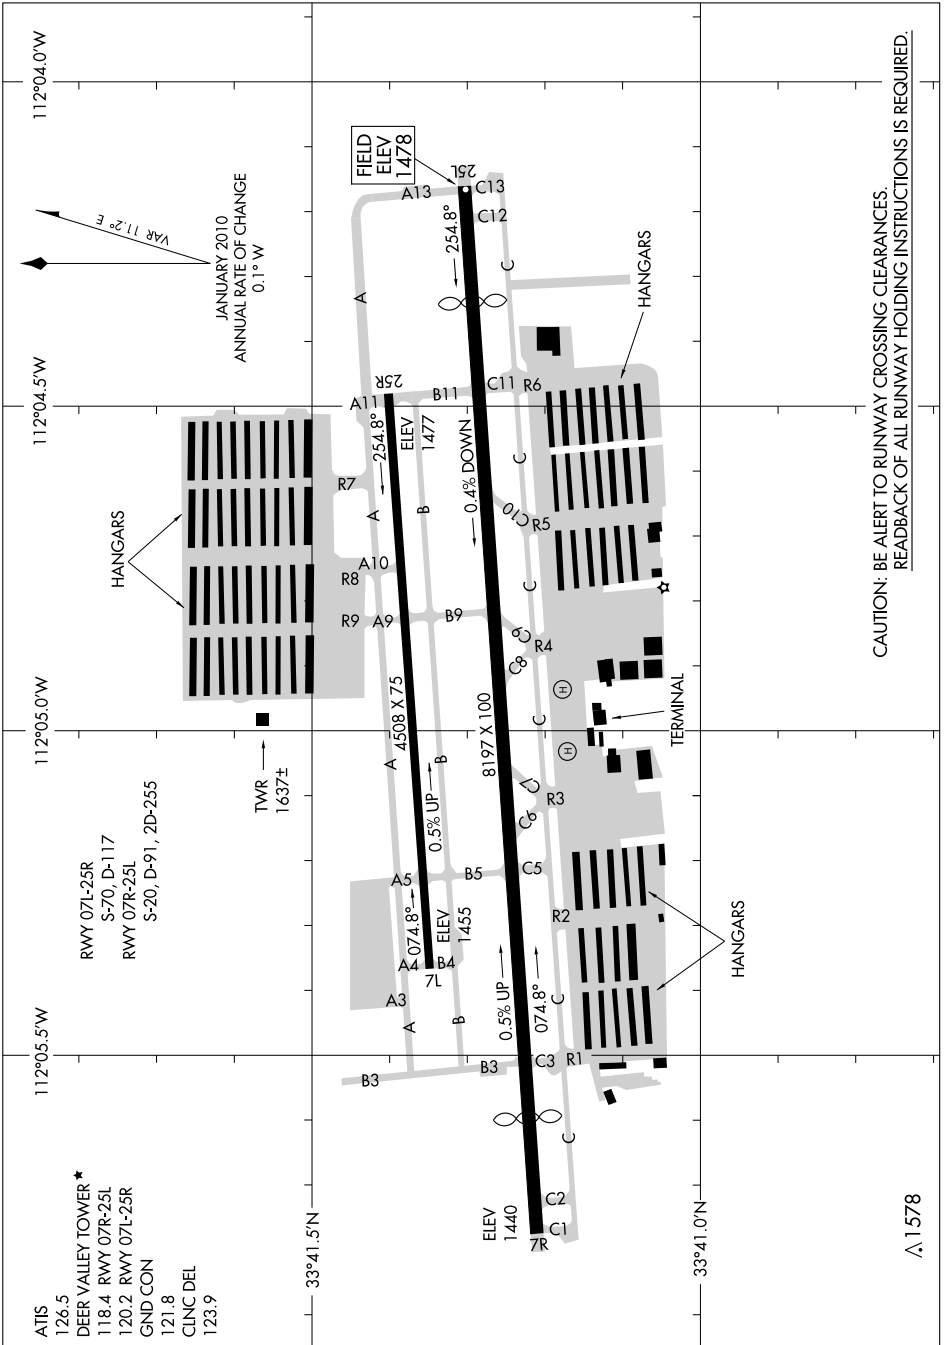 ATIS
126.5
DEER VALLEY TOWER ★
118.4 RWY 07R-25L
120.2 RWY 07L-25R
GND CON
121.8
CLNC DEL
123.9
RWY 07L-25R
S-70, D-117
RWY 07R-25L
S-20, D-91, 2D-255
112°05.5'W
112°05.0'W
112°04.5'W
112°04.0'W
VAR 11.2° E
JANUARY 2010
ANNUAL RATE OF CHANGE
0.1° W
HANGARS
TWR
1637±
FIELD
ELEV
1478
33°41.5'N
B3
A3
A4
A5
R9
R8
R7
A9
A10
A11
A13
A
A
A
A
7L
074.8°
4508 X 75
254.8°
25R
0.5% UP
ELEV
1455
ELEV
1477
B
B
B
B3
B4
B5
B9
B11
ELEV
1440
7R
0.5% UP
074.8°
8197 X 100
0.4% DOWN
254.8°
25L
C1
C2
C3
C5
C6
C7
C8
C9
C10
C11
C12
C13
C
C
C
C
C
C
R1
R2
R3
R4
R5
R6
H
H
TERMINAL
HANGARS
HANGARS
33°41.0'N
1578
CAUTION: BE ALERT TO RUNWAY CROSSING CLEARANCES.
READBACK OF ALL RUNWAY HOLDING INSTRUCTIONS IS REQUIRED.